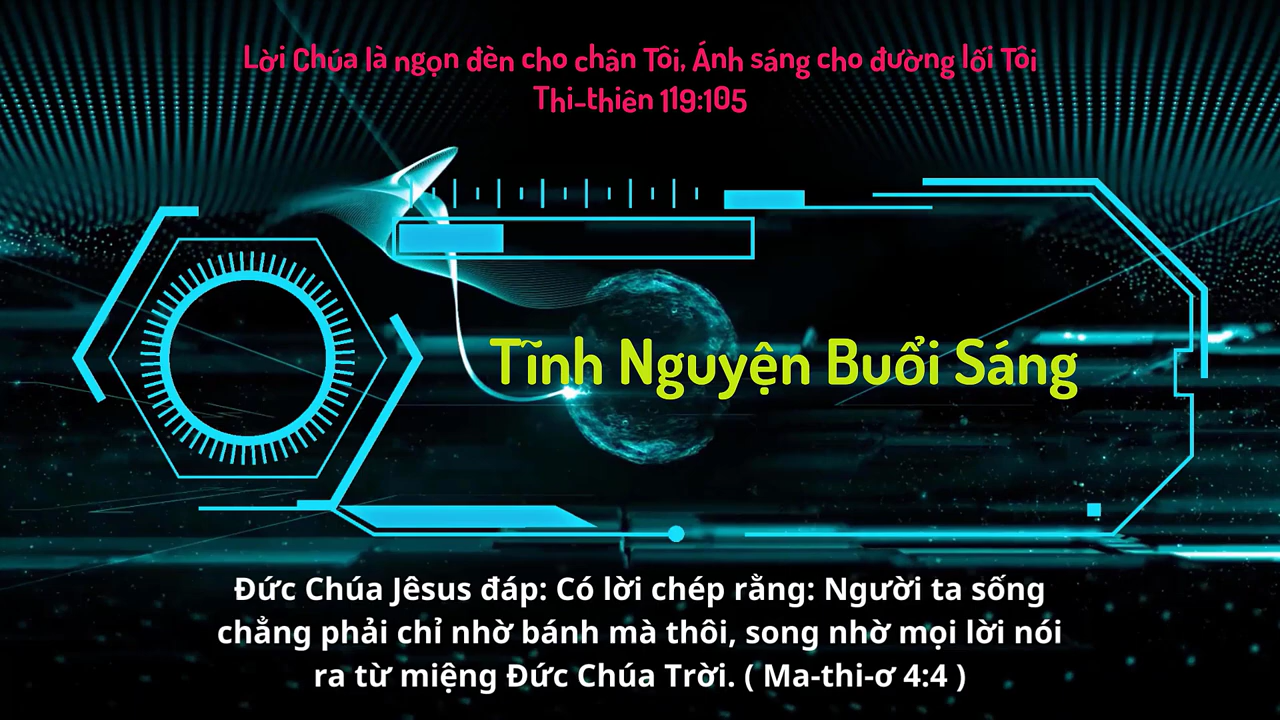 Lời Chúa là ngọn đèn cho chân Tôi, Ánh sáng cho đường lối Tôi
Thi-thiên 119:105
Tĩnh Nguyện Buổi Sáng
Đức Chúa Jêsus đáp: Có lời chép rằng: Người ta sống
chẳng phải chỉ nhờ bánh mà thôi, song nhờ mọi lời nói
ra từ miệng Đức Chúa Trời. ( Ma-thi-ơ 4:4 )